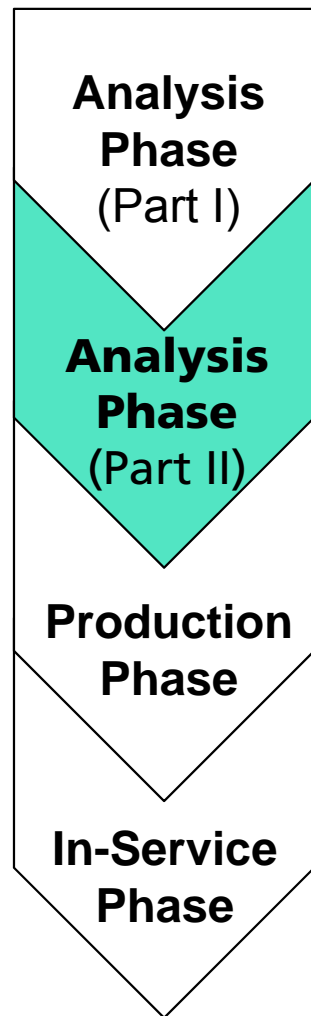 Analysis
Phase
(Part I)
Analysis
Phase
(Part II)
Production
Phase
In-Service
Phase